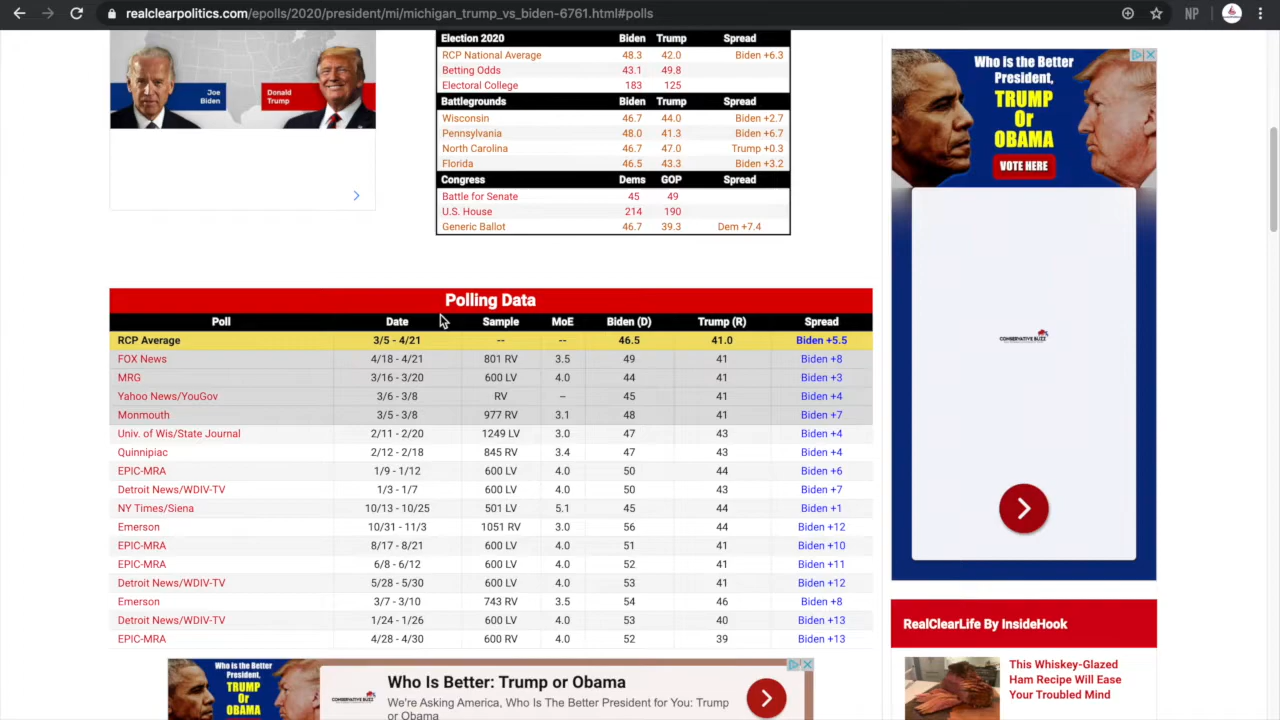 realclearpolitics.com/epolls/2020/president/mi/michigan_trump_vs_biden-6761.html#polls
NP
Joe
Biden
Donald
Trump
Election 2020 Biden Trump Spread
RCP National Average 48.3 42.0 Biden +6.3
Betting Odds 43.1 49.8
Electoral College 183 125
Battlegrounds Biden Trump Spread
Wisconsin 46.7 44.0 Biden +2.7
Pennsylvania 48.0 41.3 Biden +6.7
North Carolina 46.7 47.0 Trump +0.3
Florida 46.5 43.3 Biden +3.2
Congress Dems GOP Spread
Battle for Senate 45 49
U.S. House 214 190
Generic Ballot 46.7 39.3 Dem +7.4
Who is the Better
President,
TRUMP
Or
OBAMA
VOTE HERE
CONSERVATIVE BUZZ
Polling Data
Poll Date Sample MoE Biden (D) Trump (R) Spread
RCP Average 3/5 - 4/21 -- -- 46.5 41.0 Biden +5.5
FOX News 4/18 - 4/21 801 RV 3.5 49 41 Biden +8
MRG 3/16 - 3/20 600 LV 4.0 44 41 Biden +3
Yahoo News/YouGov 3/6 - 3/8 RV – 45 41 Biden +4
Monmouth 3/5 - 3/8 977 RV 3.1 48 41 Biden +7
Univ. of Wis/State Journal 2/11 - 2/20 1249 LV 3.0 47 43 Biden +4
Quinnipiac 2/12 - 2/18 845 RV 3.4 47 43 Biden +4
EPIC-MRA 1/9 - 1/12 600 LV 4.0 50 44 Biden +6
Detroit News/WDIV-TV 1/3 - 1/7 600 LV 4.0 50 43 Biden +7
NY Times/Siena 10/13 - 10/25 501 LV 5.1 45 44 Biden +1
Emerson 10/31 - 11/3 1051 RV 3.0 56 44 Biden +12
EPIC-MRA 8/17 - 8/21 600 LV 4.0 51 41 Biden +10
EPIC-MRA 6/8 - 6/12 600 LV 4.0 52 41 Biden +11
Detroit News/WDIV-TV 5/28 - 5/30 600 LV 4.0 53 41 Biden +12
Emerson 3/7 - 3/10 743 RV 3.5 54 46 Biden +8
Detroit News/WDIV-TV 1/24 - 1/26 600 LV 4.0 53 40 Biden +13
EPIC-MRA 4/28 - 4/30 600 RV 4.0 52 39 Biden +13
RealClearLife By InsideHook
This Whiskey-Glazed
Ham Recipe Will Ease
Your Troubled Mind
Who is the Better
President,
TRUMP
Or
OBAMA
CONSERVATIVE BUZZ
Who Is Better: Trump or Obama
We're Asking America, Who Is The Better President for You: Trump
or Obama